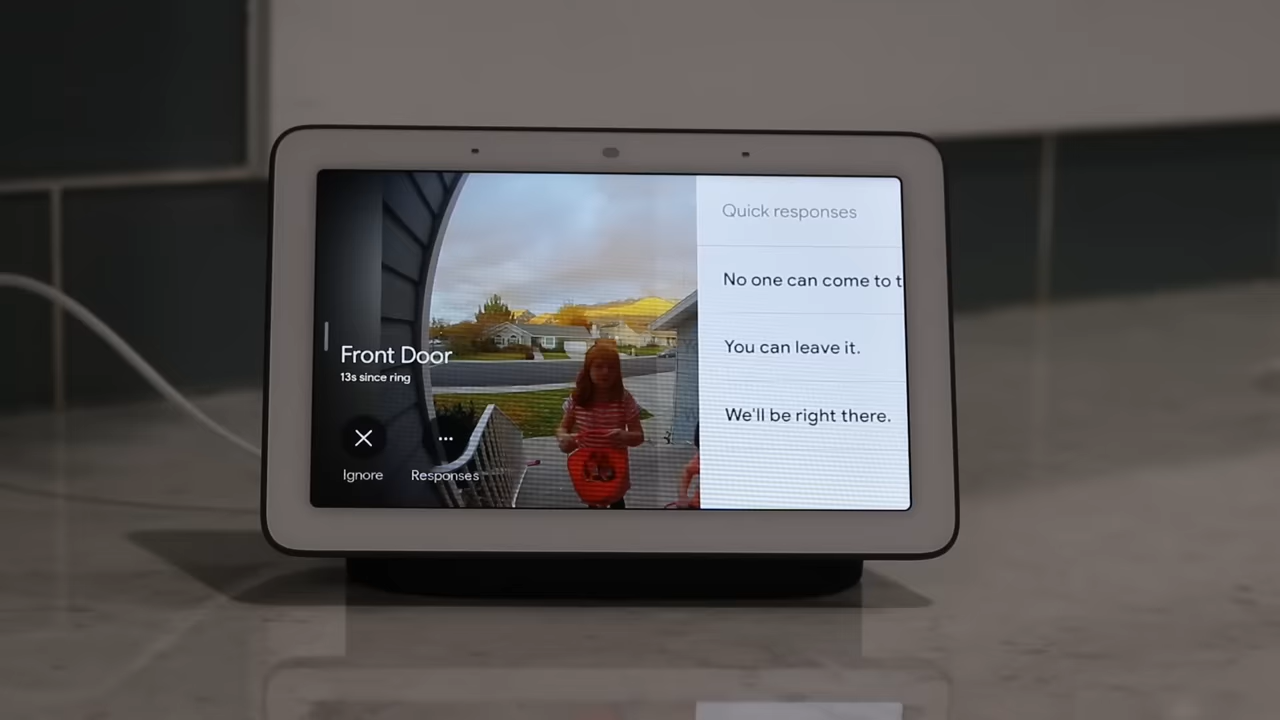 Quick responses
No one can come to t
You can leave it.
We'll be right there.
Front Door
13s since ring
Ignore
Responses